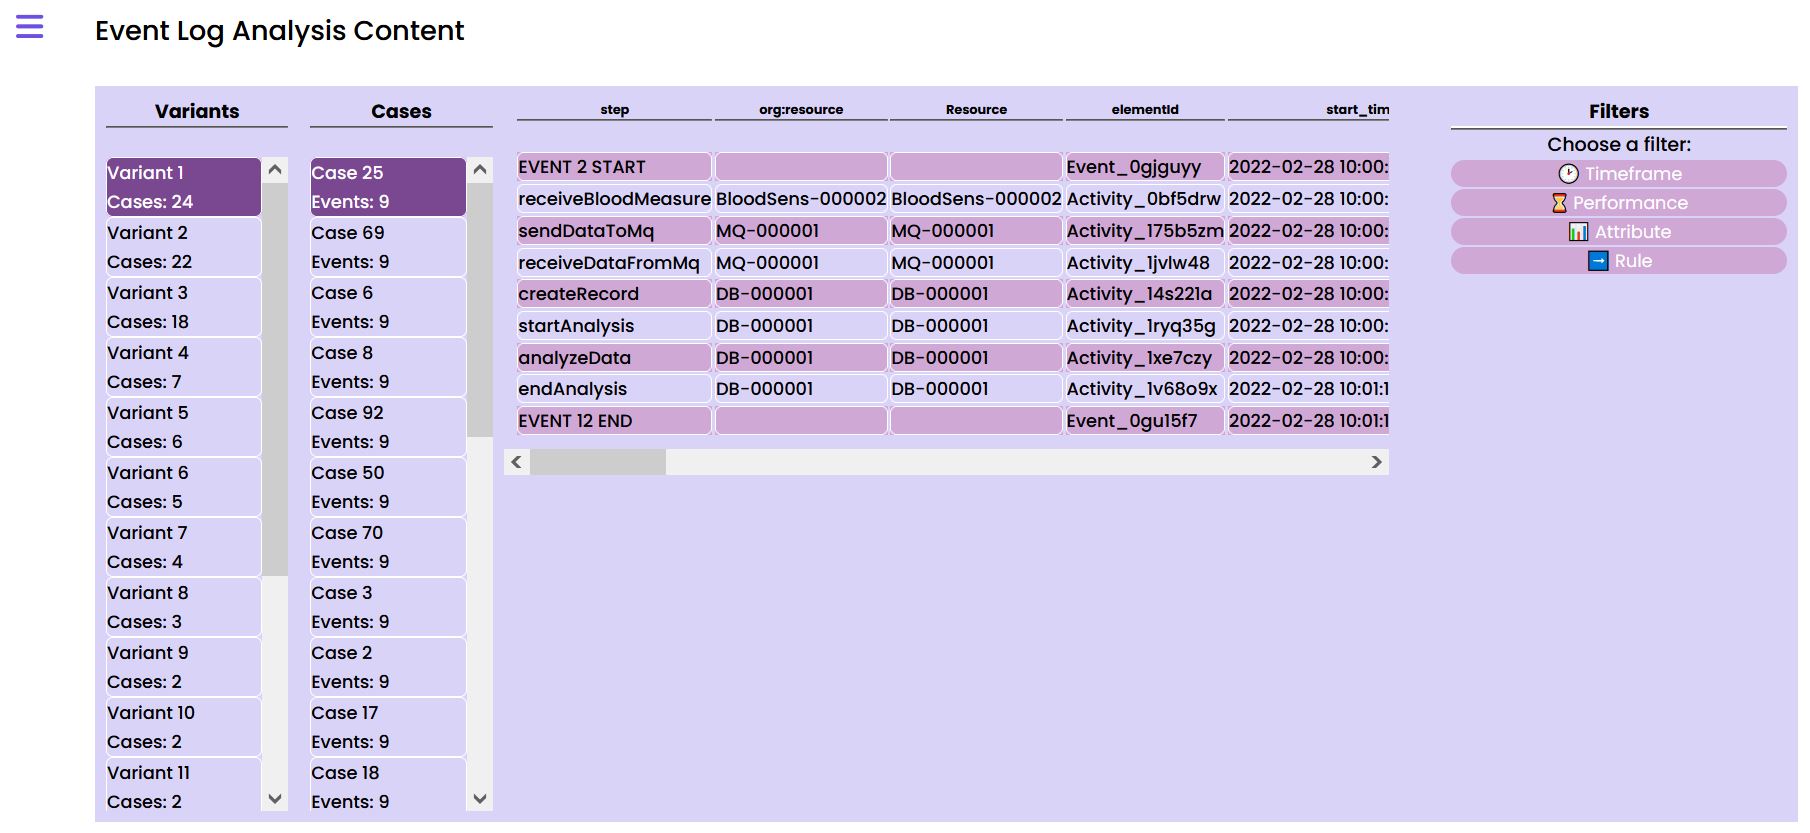 Event Log Analysis Content
Variants
Variant 1
Cases: 24
Variant 2
Cases: 22
Variant 3
Cases: 18
Variant 4
Cases: 7
Variant 5
Cases: 6
Variant 6
Cases: 5
Variant 7
Cases: 4
Variant 8
Cases: 3
Variant 9
Cases: 2
Variant 10
Cases: 2
Variant 11
Cases: 2
Cases
Case 25
Events: 9
Case 69
Events: 9
Case 6
Events: 9
Case 8
Events: 9
Case 92
Events: 9
Case 50
Events: 9
Case 70
Events: 9
Case 3
Events: 9
Case 2
Events: 9
Case 17
Events: 9
Case 18
Events: 9
step org:resource Resource elementId start_tim
EVENT 2 START Event_0gjguyy 2022-02-28 10:00:
receiveBloodMeasure BloodSens-000002 BloodSens-000002 Activity_0bf5drw 2022-02-28 10:00:
sendDataToMq MQ-000001 MQ-000001 Activity_175b5zm 2022-02-28 10:00:
receiveDataFromMq MQ-000001 MQ-000001 Activity_1jvlw48 2022-02-28 10:00:
createRecord DB-000001 DB-000001 Activity_14s221a 2022-02-28 10:00:
startAnalysis DB-000001 DB-000001 Activity_1ryq35g 2022-02-28 10:00:
analyzeData DB-000001 DB-000001 Activity_1xe7czy 2022-02-28 10:00:
endAnalysis DB-000001 DB-000001 Activity_1v68o9x 2022-02-28 10:01:1
EVENT 12 END Event_0gu15f7 2022-02-28 10:01:1
Filters
Choose a filter:
Timeframe
Performance
Attribute
Rule